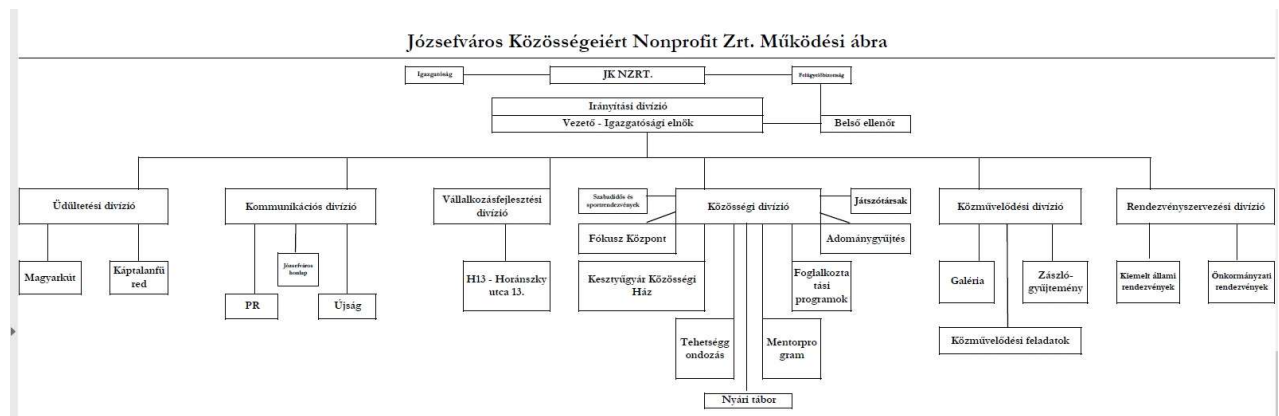 Józsefváros Közösségeiért Nonprofit Zrt. Működési ábra
Igazgatóság
JK NZRT.
Felügyelőbizottság
Irányítási divízió
Vezető - Igazgatósági elnök
Belső ellenőr
Üdültetési divízió
Kommunikációs divízió
Vállalkozásfejlesztési
divízió
Szabadidős és
sportrendezvények
Közösségi divízió
Játszótársak
Közművelődési divízió
Rendezvényszervezési divízió
Fókusz Központ
Adománygyűjtés
Magyarkút
Káptalanfü
red
Józsefváros
honlap
PR
Újság
H13 - Horánszky
utca 13.
Kesztyűgyár Közösségi
Ház
Foglalkozta
tási
programok
Galéria
Zászló-
gyűjtemény
Kiemelt állami
rendezvények
Önkormányzati
rendezvények
Közművelődési feladatok
Tehetségg
ondozás
Mentorpro
gram
Nyári tábor